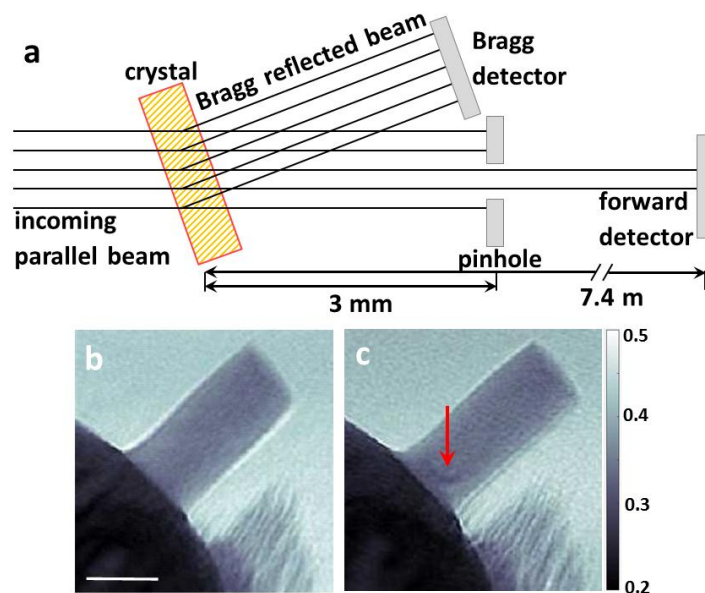 a
crystal
Bragg reflected beam
Bragg
detector
incoming
parallel beam
forward
detector
pinhole
3 mm
7.4 m
b
c
0.5
0.4
0.3
0.2